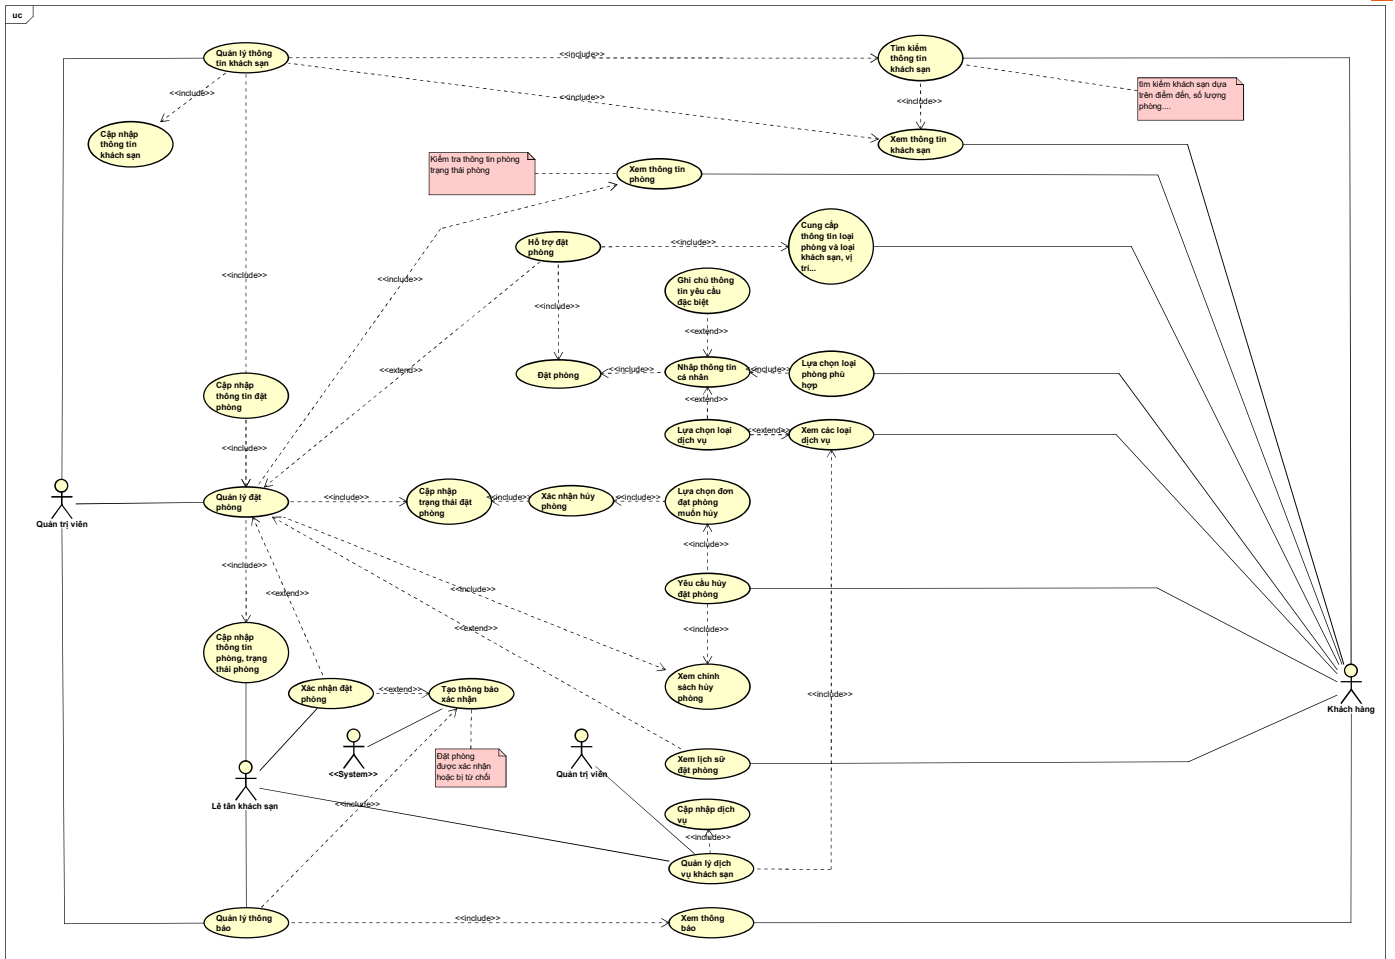 uc
Quản lý thông
tin khách sạn
<<include>>
Tìm kiếm
thông tin
khách sạn
tìm kiếm khách sạn dựa
trên điểm đến, số lượng
phòng....
<<include>>
<<include>>
<<include>>
Cập nhập
thông tin
khách sạn
Xem thông tin
khách sạn
Kiểm tra thông tin phòng
trạng thái phòng
Xem thông tin
phòng
Cung cấp
thông tin loại
phòng và loại
khách sạn, vị
trí...
Hỗ trợ đặt
phòng
<<include>>
<<include>>
<<include>>
Ghi chú thông
tin yêu cầu
đặc biệt
<<include>>
<<extend>>
<<extend>>
Đặt phòng
<<include>>
Nhập thông tin
cá nhân
<<include>>
Lựa chọn loại
phòng phù
hợp
Cập nhập
thông tin đặt
phòng
<<extend>>
Lựa chọn loại
dịch vụ
<<extend>>
Xem các loại
dịch vụ
<<include>>
Quản trị viên
Quản lý đặt
phòng
<<include>>
Cập nhập
trạng thái đặt
phòng
<<include>>
Xác nhận hủy
phòng
<<include>>
Lựa chọn đơn
đặt phòng
muốn hủy
<<include>>
<<include>>
<<extend>>
<<include>>
Yêu cầu hủy
đặt phòng
<<extend>>
<<include>>
Cập nhập
thông tin
phòng, trạng
thái phòng
Xem chính
sách hủy
phòng
Xác nhận đặt
phòng
<<extend>>
Tạo thông báo
xác nhận
<<include>>
Khách hàng
<<System>>
Đặt phòng
được xác nhận
hoặc bị từ chối
Quản trị viên
Xem lịch sử
đặt phòng
Lê tân khách sạn
<<include>>
Cập nhập dịch
vụ
<<include>>
Quản lý dịch
vụ khách sạn
Quản lý thông
báo
<<include>>
Xem thông
báo